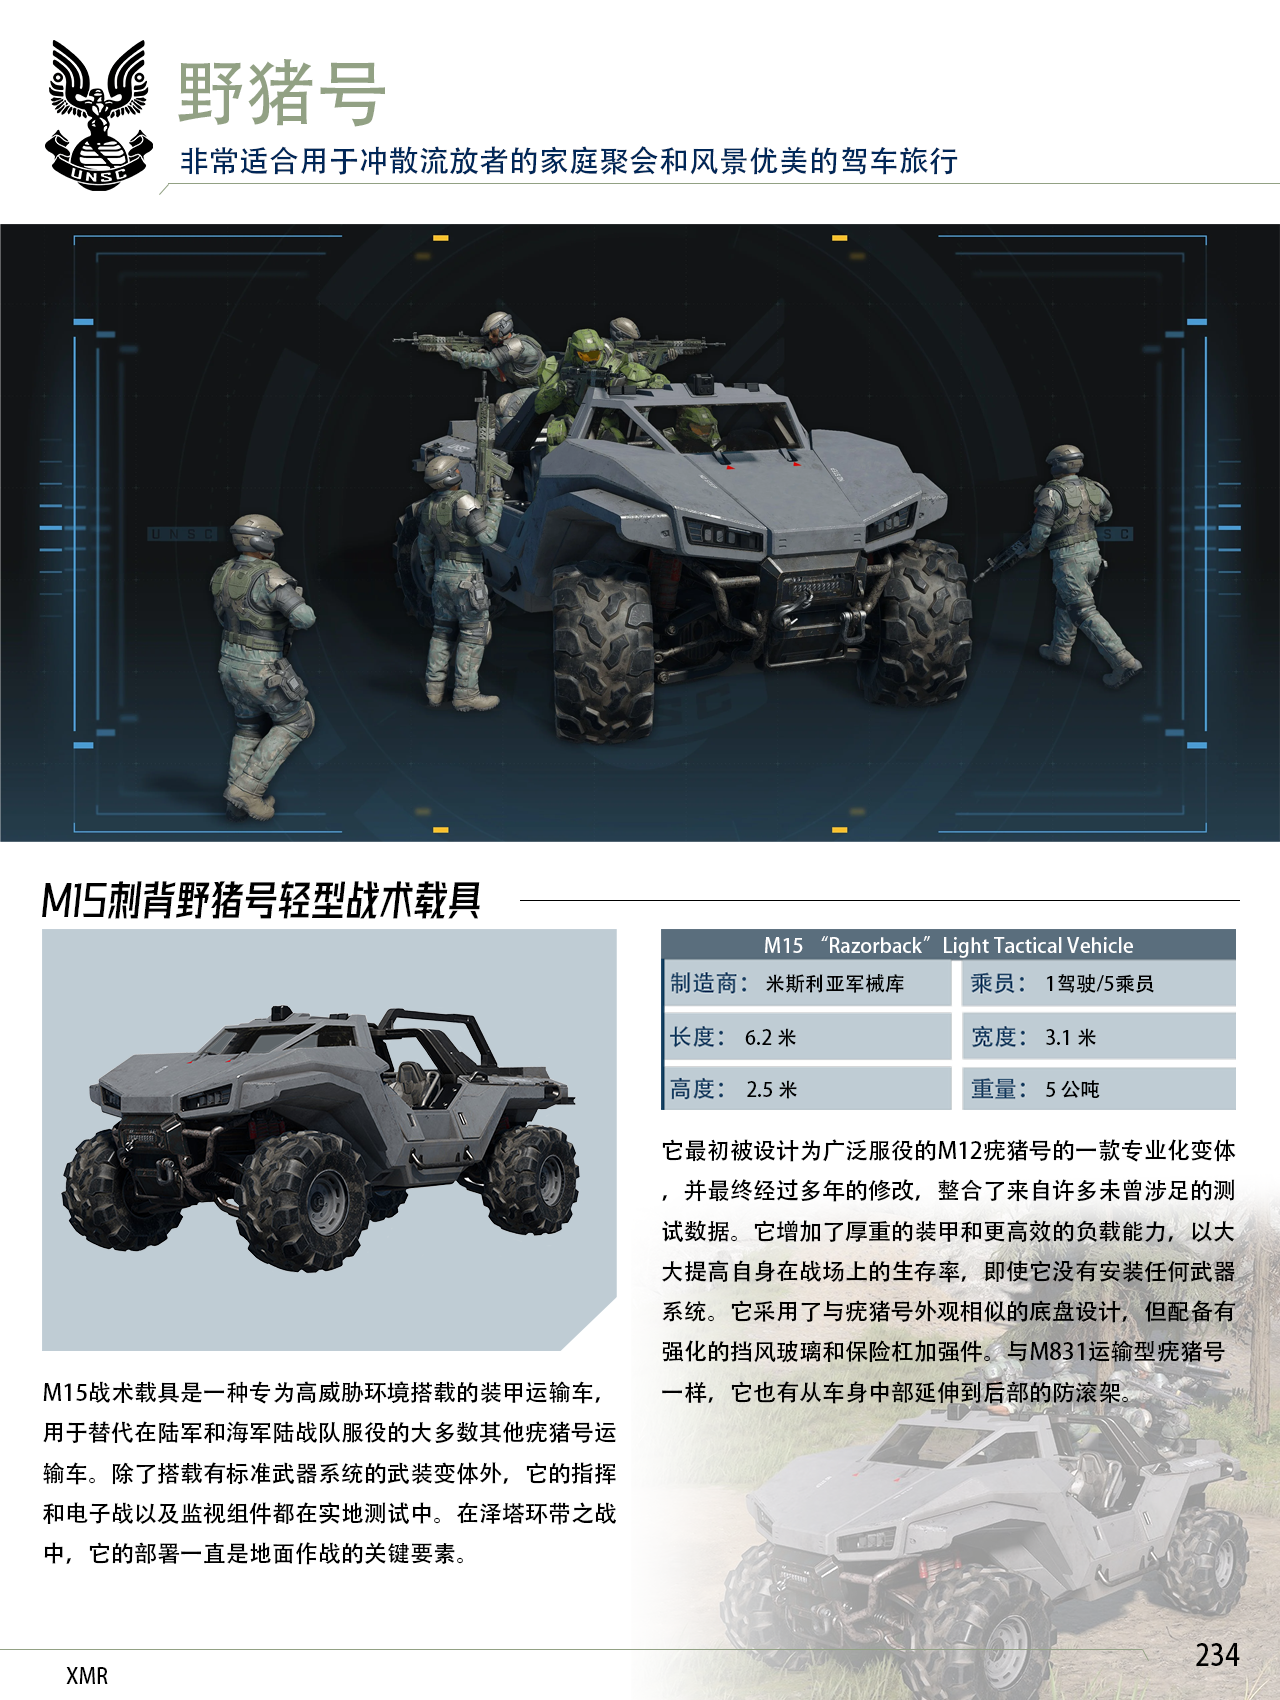 UNSC
野猪号
非常适合用于冲散流放者的家庭聚会和风景优美的驾车旅行
UNSC
SC
SC
M15刺背野猪号轻型战术载具
M15 “Razorback” Light Tactical Vehicle
制造商： 米斯利亚军械库
乘员： 1驾驶/5乘员
长度： 6.2 米
宽度： 3.1 米
高度： 2.5 米
重量： 5 公吨
它最初被设计为广泛服役的M12疣猪号的一款专业化变体
，并最终经过多年的修改，整合了来自许多未曾涉足的测
试数据。它增加了厚重的装甲和更高效的负载能力，以大
大提高自身在战场上的生存率，即使它没有安装任何武器
系统。它采用了与疣猪号外观相似的底盘设计，但配备有
强化的挡风玻璃和保险杠加强件。与M831运输型疣猪号
一样，它也有从车身中部延伸到后部的防滚架。
M15战术载具是一种专为高威胁环境搭载的装甲运输车，
用于替代在陆军和海军陆战队服役的大多数其他疣猪号运
输车。除了搭载有标准武器系统的武装变体外，它的指挥
和电子战以及监视组件都在实地测试中。在泽塔环带之战
中，它的部署一直是地面作战的关键要素。
234
XMR